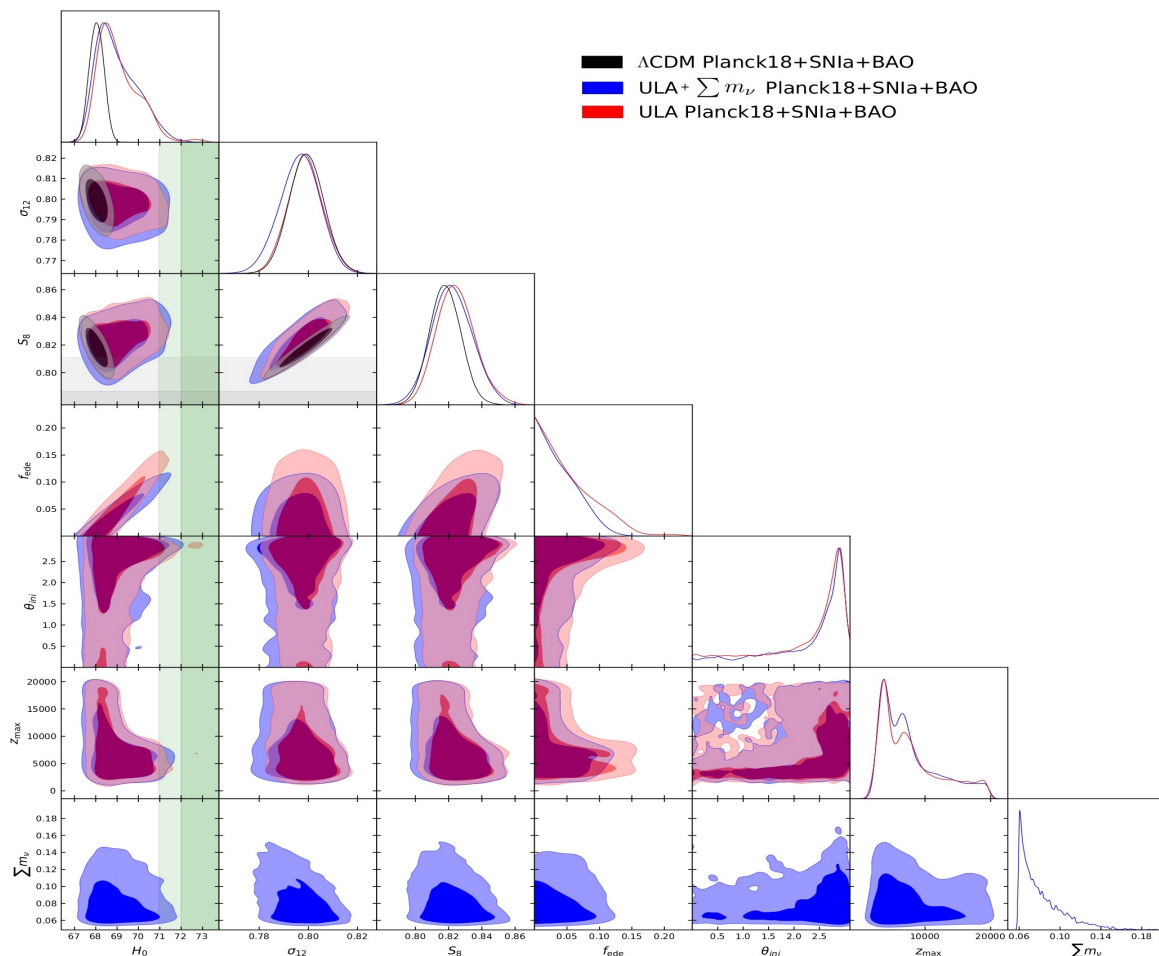 ΛCDM Planck18+SNIa+BAO
ULA+ ∑ mν Planck18+SNIa+BAO
ULA Planck18+SNIa+BAO
0.82
0.81
0.80
0.79
0.78
0.77
σ12
0.86
0.84
0.82
0.80
S8
0.20
0.15
0.10
0.05
fede
2.5
2.0
1.5
1.0
0.5
θini
20000
15000
10000
5000
0
zmax
0.18
0.16
0.14
0.12
0.10
0.08
0.06
∑mν
67 68 69 70 71 72 73
0.78 0.80 0.82
0.80 0.82 0.84 0.86
0.05 0.10 0.15 0.20
0.5 1.0 1.5 2.0 2.5
10000 20000
0.06 0.10 0.14 0.18
H0
σ12
S8
fede
θini
zmax
∑mν